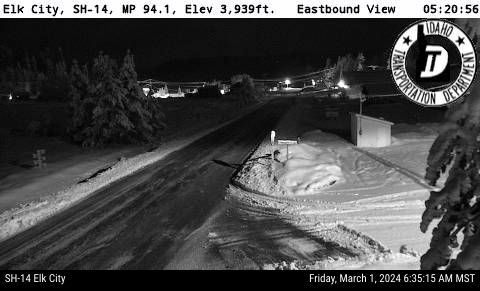 Elk City, SH-14, MP 94.1, Elev 3,939ft. Eastbound View 05:20:56
IDAHO
TRANSPORTATION DEPARTMENT
SH-14 Elk City
Friday, March 1, 2024 6:35:15 AM MST